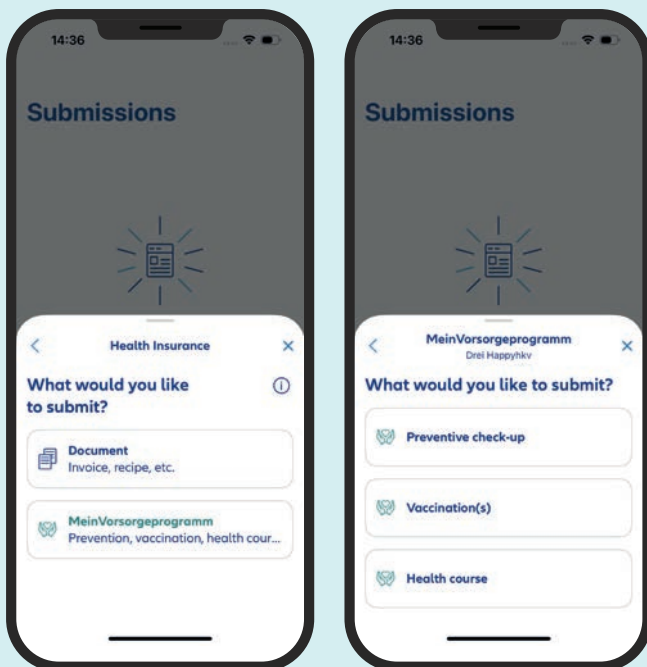 14:36
Submissions
Health Insurance
What would you like
to submit?
Document
Invoice, recipe, etc.
MeinVorsorgeprogramm
Prevention, vaccination, health cour...
14:36
Submissions
MeinVorsorgeprogramm
Drei Happyhkv
What would you like to submit?
Preventive check-up
Vaccination(s)
Health course